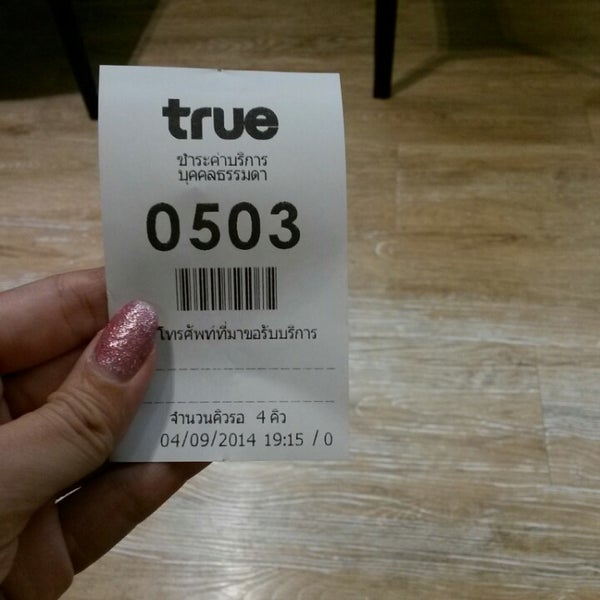 true
ชำระค่าบริการ
บุคคลธรรมดา
0503
โทรศัพท์ที่มาขอรับบริการ
จำนวนคิวรอ 4 คิว
04/09/2014 19:15 / 0